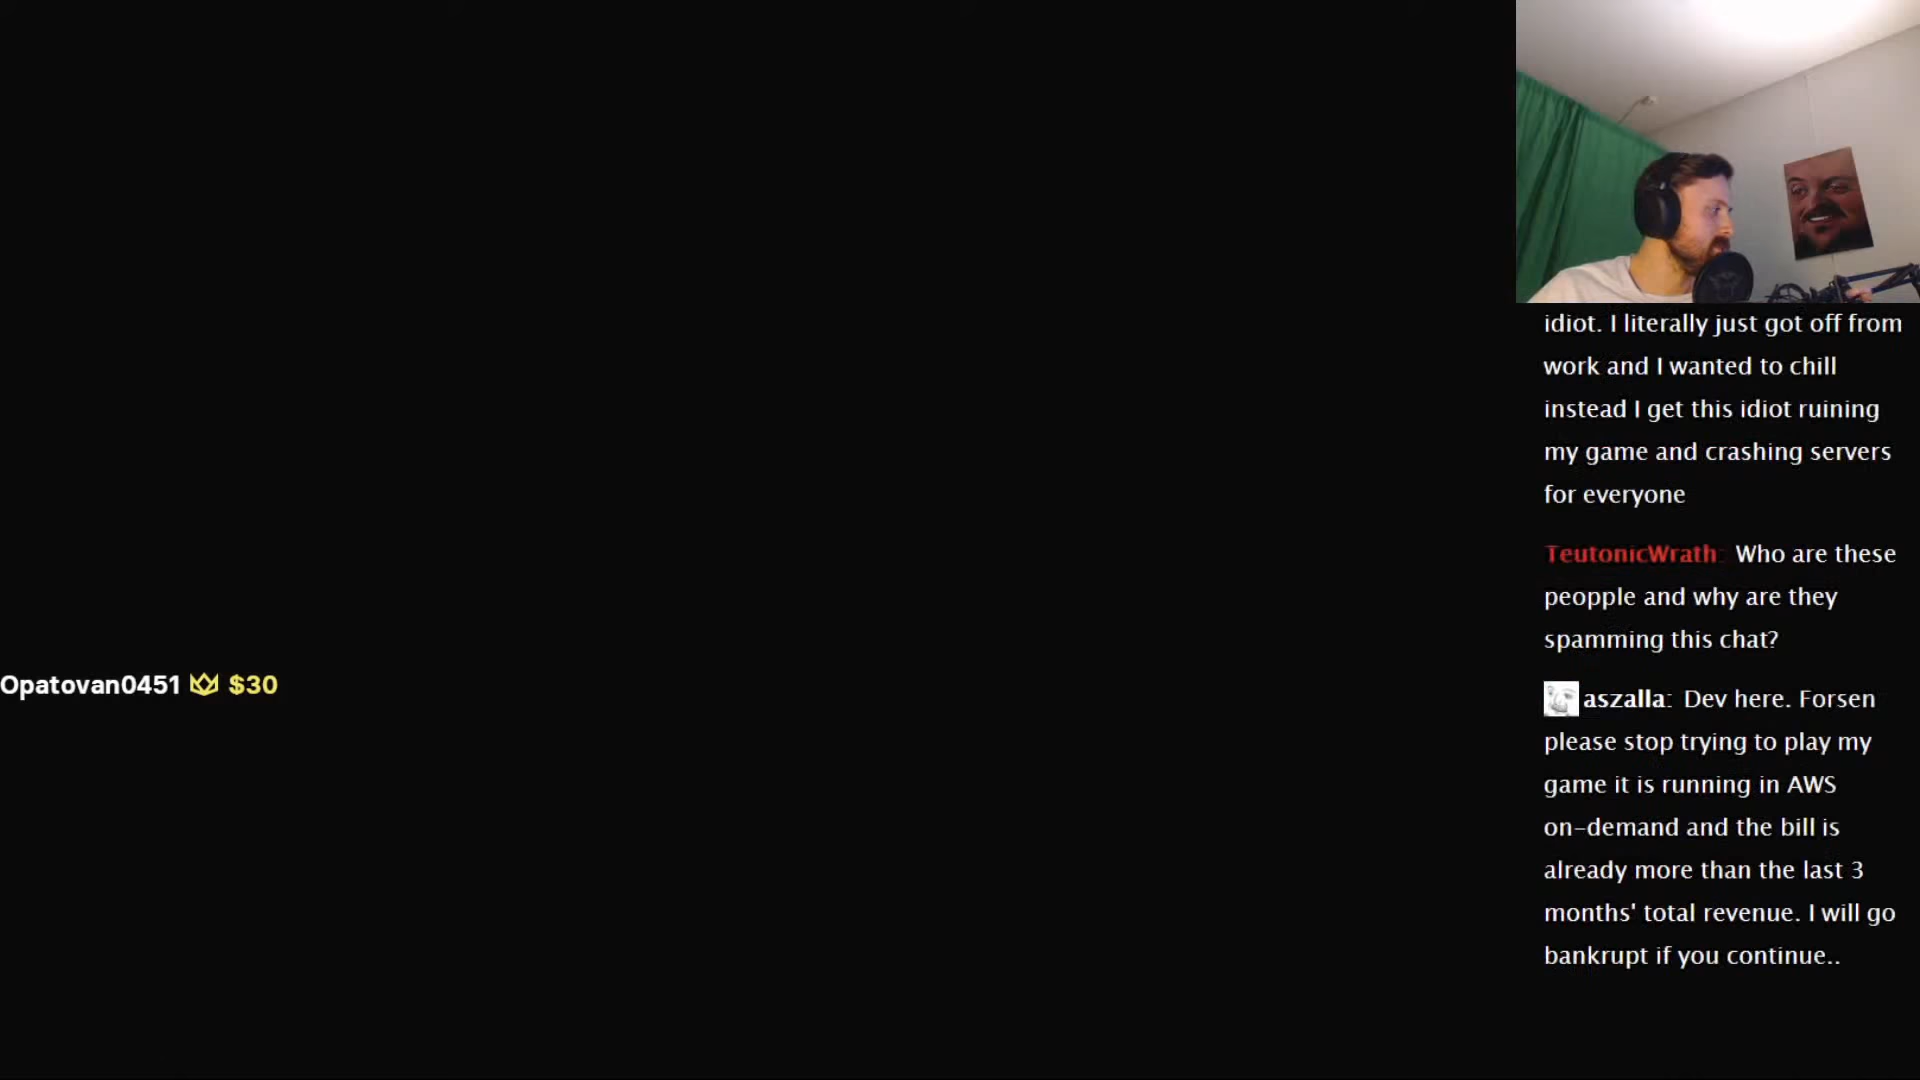 idiot. I literally just got off from
work and I wanted to chill
instead I get this idiot ruining
my game and crashing servers
for everyone
TeutonicWrath: Who are these
peopple and why are they
spamming this chat?
aszalla: Dev here. Forsen
please stop trying to play my
game it is running in AWS
on-demand and the bill is
already more than the last 3
months' total revenue. I will go
bankrupt if you continue..
Opatovan0451 $30